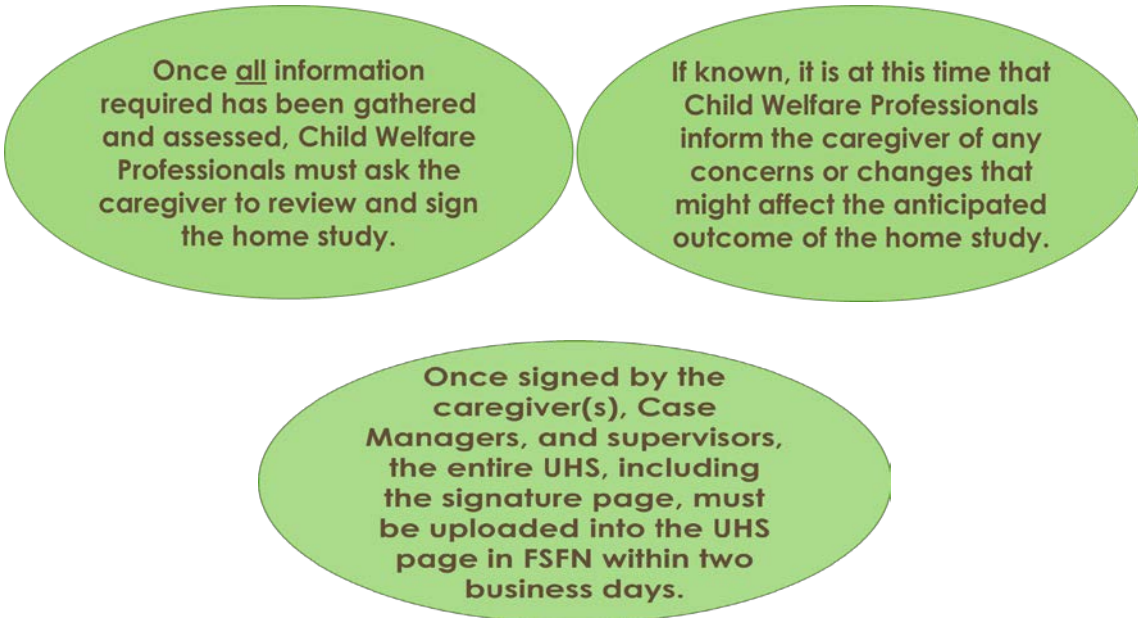 Once all information
required has been gathered
and assessed, Child Welfare
Professionals must ask the
caregiver to review and sign
the home study.
If known, it is at this time that
Child Welfare Professionals
inform the caregiver of any
concerns or changes that
might affect the anticipated
outcome of the home study.
Once signed by the
caregiver(s), Case
Managers, and supervisors,
the entire UHS, including
the signature page, must
be uploaded into the UHS
page in FSFN within two
business days.